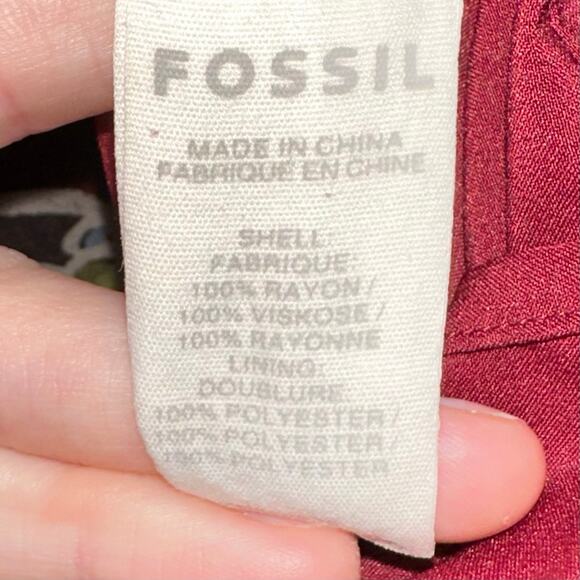 FOSSIL
MADE IN CHINA
FABRIQUE EN CHINE
SHELL:
FABRIQUE:
100% RAYON /
100% VISKOSE /
100% RAYONNE
LINING:
DOUBLURE
100% POLYESTER /
100% POLYESTER /
100% POLYESTER